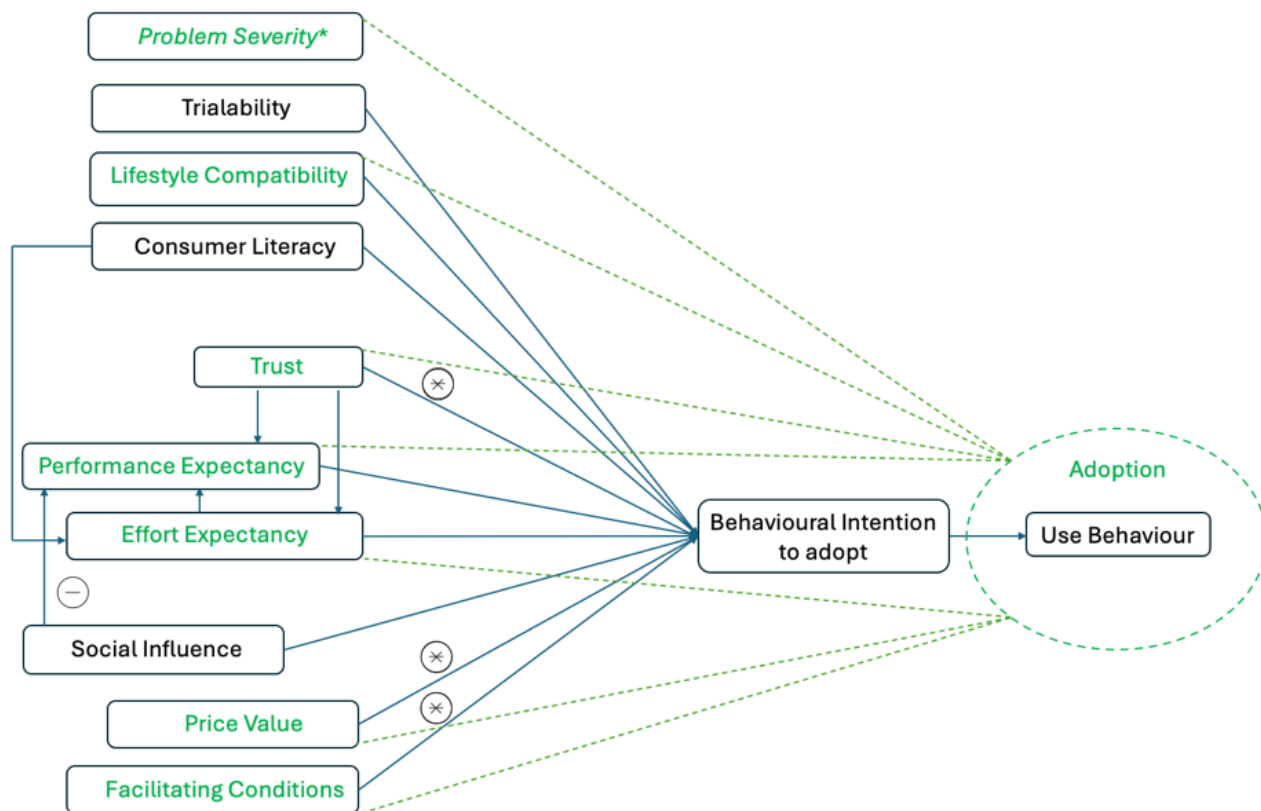 Problem Severity*
Trialability
Lifestyle Compatibility
Consumer Literacy
Trust
Performance Expectancy
Effort Expectancy
Social Influence
Price Value
Facilitating Conditions
Behavioural Intention
to adopt
Adoption
Use Behaviour